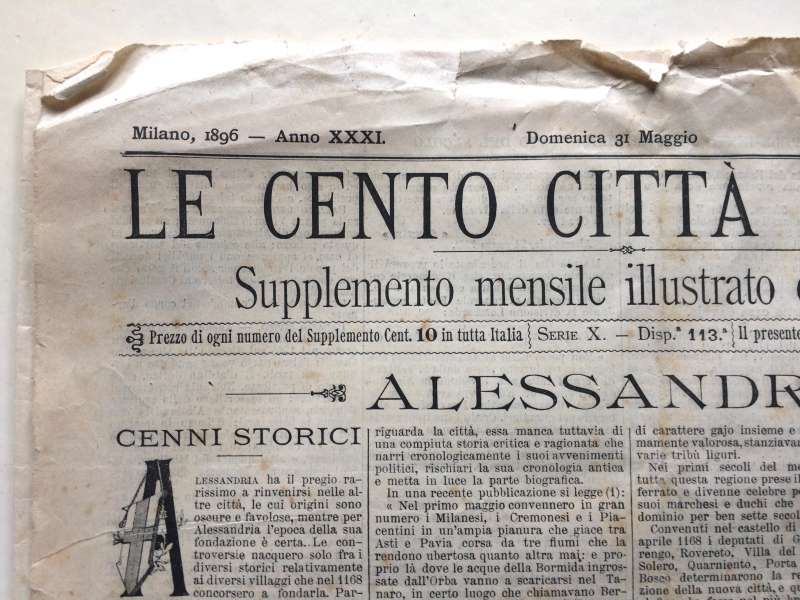 Milano, 1896 — Anno XXXI.
Domenica 31 Maggio
LE CENTO CITTÀ
Supplemento mensile illustrato
Prezzo di ogni numero del Supplemento Cent. 10 in tutta Italia
SERIE X. — DISP.ª 113.ª
Il presente
ALESSANDR
CENNI STORICI
ALESSANDRIA ha il pregio ra-
rissimo a rinvenirsi nelle al-
tre città, le cui origini sono
oscure e favolose, mentre per
Alessandria l'epoca della sua
fondazione è certa. Le con-
troversie nacquero solo fra i
diversi storici relativamente
ai diversi villaggi che nel 1168
concorsero a fondarla. Par-
riguarda la città, essa manca tuttavia di
una compiuta storia critica e ragionata che
narri cronologicamente i suoi avvenimenti
politici, rischiari la sua cronologia antica
e metta in luce la parte biografica.
In una recente pubblicazione si legge (1):
« Nel primo maggio convennero in gran
numero i Milanesi, i Cremonesi e i Pia-
centini in un'ampia pianura che giace tra
Asti e Pavia corsa da tre fiumi che la
rendono ubertosa quanto altra mai: e pro-
prio là dove le acque della Bormida ingros-
sate dall'Orba vanno a scaricarsi nel Ta-
naro, in certo luogo che chiamavano Ber-
di carattere gajo insieme e
mamente valorosa, stanziavan
varie tribù liguri.
Nei primi secoli del me
tutta questa regione prese il
ferrato e divenne celebre p
suoi marchesi e duchi che
dominio per ben sette secol
Convenuti nel castello di
aprile 1168 i deputati di G
rengo, Rovereto, Villa del
Solero, Quarniento, Porta
Bosco determinarono la re
zione della nuova città, e qu